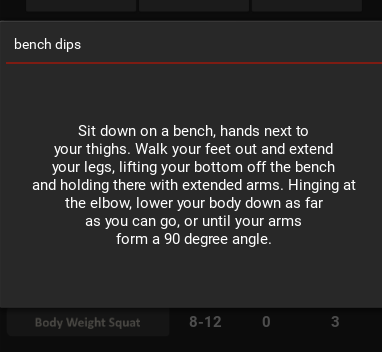 bench dips
Sit down on a bench, hands next to
your thighs. Walk your feet out and extend
your legs, lifting your bottom off the bench
and holding there with extended arms. Hinging at
the elbow, lower your body down as far
as you can go, or until your arms
form a 90 degree angle.
Body Weight Squat 8-12 0 3